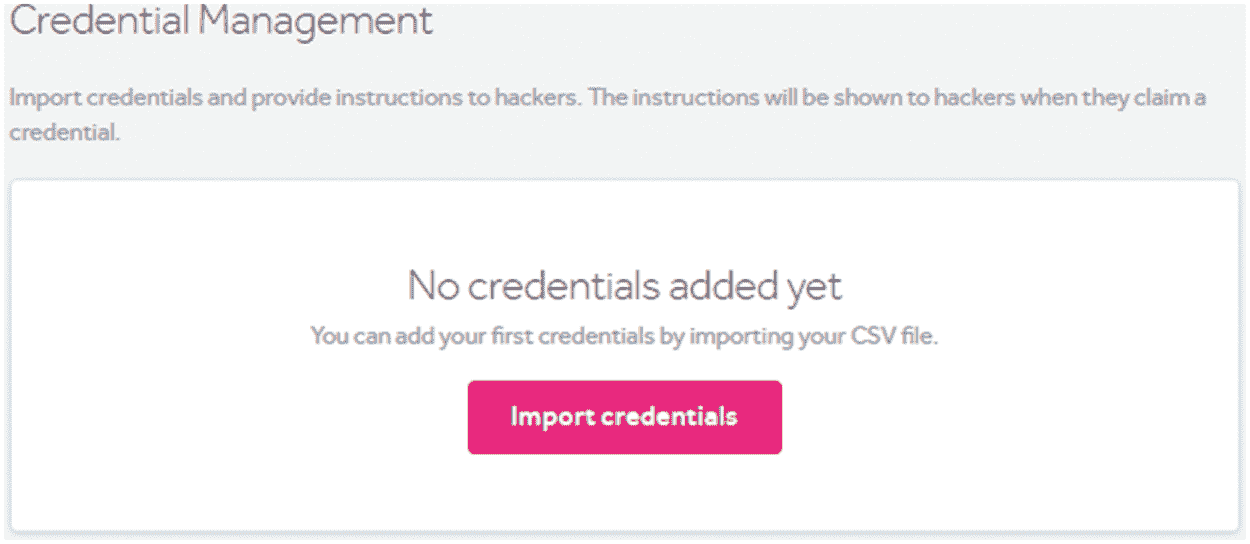 Credential Management
Import credentials and provide instructions to hackers. The instructions will be shown to hackers when they claim a
credential.
No credentials added yet
You can add your first credentials by importing your CSV file.
Import credentials